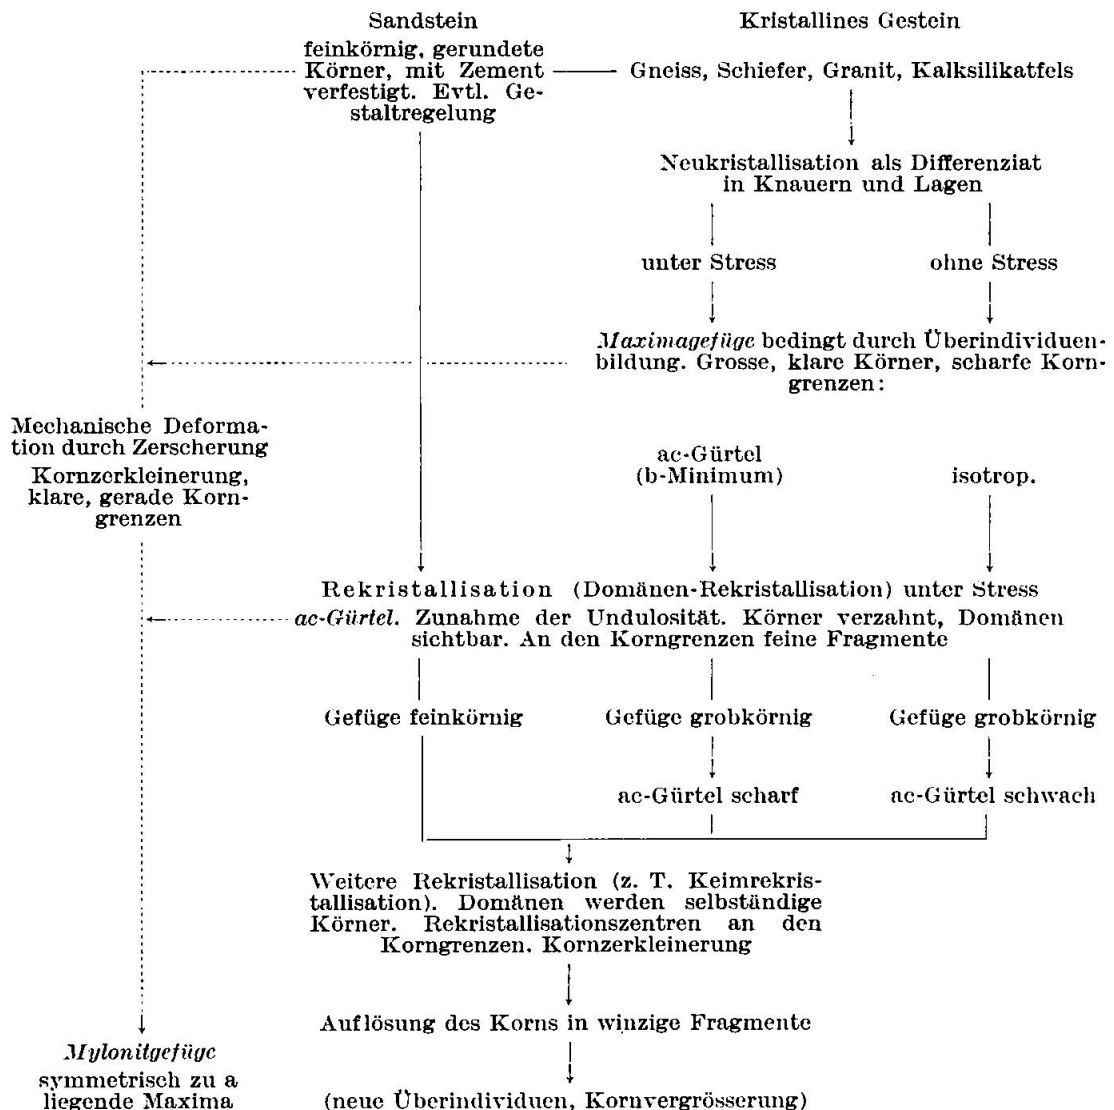 Sandstein
feinkörnig, gerundete
Körner, mit Zement
verfestigt. Evtl. Ge-
staltregelung
Kristallines Gestein
Gneiss, Schiefer, Granit, Kalksilikatfels
Neukristallisation als Differenziat
in Knauern und Lagen
unter Stress
ohne Stress
Maximagefüge bedingt durch Überindividuen-
bildung. Grosse, klare Körner, scharfe Korn-
grenzen:
Mechanische Deforma-
tion durch Zerscherung
Kornzerkleinerung,
klare, gerade Korn-
grenzen
ac-Gürtel
(b-Minimum)
isotrop.
Rekristallisation (Domänen-Rekristallisation) unter Stress
ac-Gürtel. Zunahme der Undulosität. Körner verzahnt, Domänen
sichtbar. An den Korngrenzen feine Fragmente
Gefüge feinkörnig
Gefüge grobkörnig
Gefüge grobkörnig
ac-Gürtel scharf
ac-Gürtel schwach
Weitere Rekristallisation (z. T. Keimrekris-
tallisation). Domänen werden selbständige
Körner. Rekristallisationszentren an den
Korngrenzen. Kornzerkleinerung
Auflösung des Korns in winzige Fragmente
(neue Überindividuen, Kornvergrösserung)
Mylonitgefüge
symmetrisch zu a
liegende Maxima